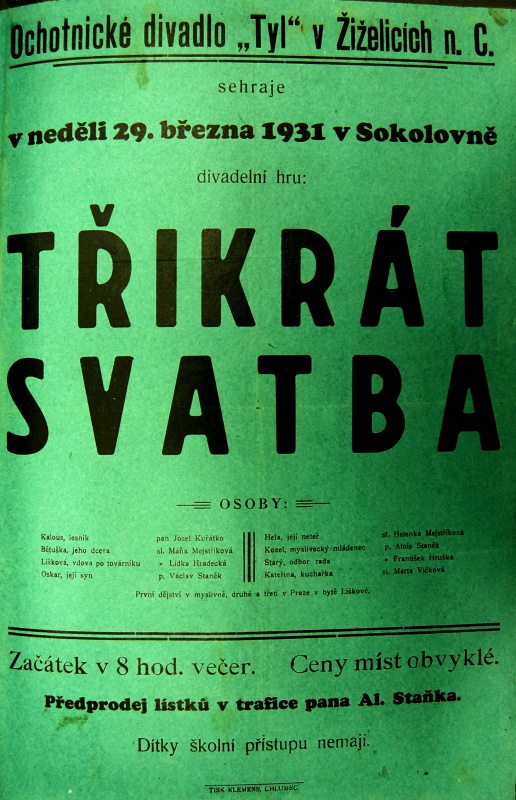 Ochotnické divadlo „Tyl“ v Žiželicích n. C.
sehraje
v neděli 29. března 1931 v Sokolovně
divadelní hru:
TŘIKRÁT
SVATBA
OSOBY:
Kalous, lesník pan Josef Kuřátko
Bětuška, jeho dcera sl. Máňa Mejstříková
Lišková, vdova po továrníku » Lidka Hradecká
Oskar, její syn p. Václav Staněk
Hela, její neteř sl. Helenka Mejstříková
Kozel, myslivecký mládenec p. Alois Staněk
Starý, odbor. rada » František Hruška
Kateřina, kuchařka sl. Marta Vlčková
První dějství v myslivně, druhé a třetí v Praze v bytě Liškové.
Začátek v 8 hod. večer. Ceny míst obvyklé.
Předprodej lístků v trafice pana Al. Staňka.
Dítky školní přístupu nemají.
TISK KLEMENS, CHLUMEC